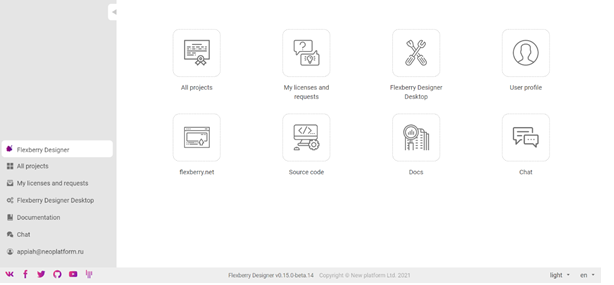 Flexberry Designer
All projects
My licenses and requests
Flexberry Designer Desktop
Documentation
Chat
appiah@neoplatform.ru
All projects
My licenses and
requests
Flexberry Designer
Desktop
User profile
flexberry.net
Source code
Docs
Chat
Flexberry Designer v0.15.0-beta.14 Copyright © New platform Ltd. 2021
light
en